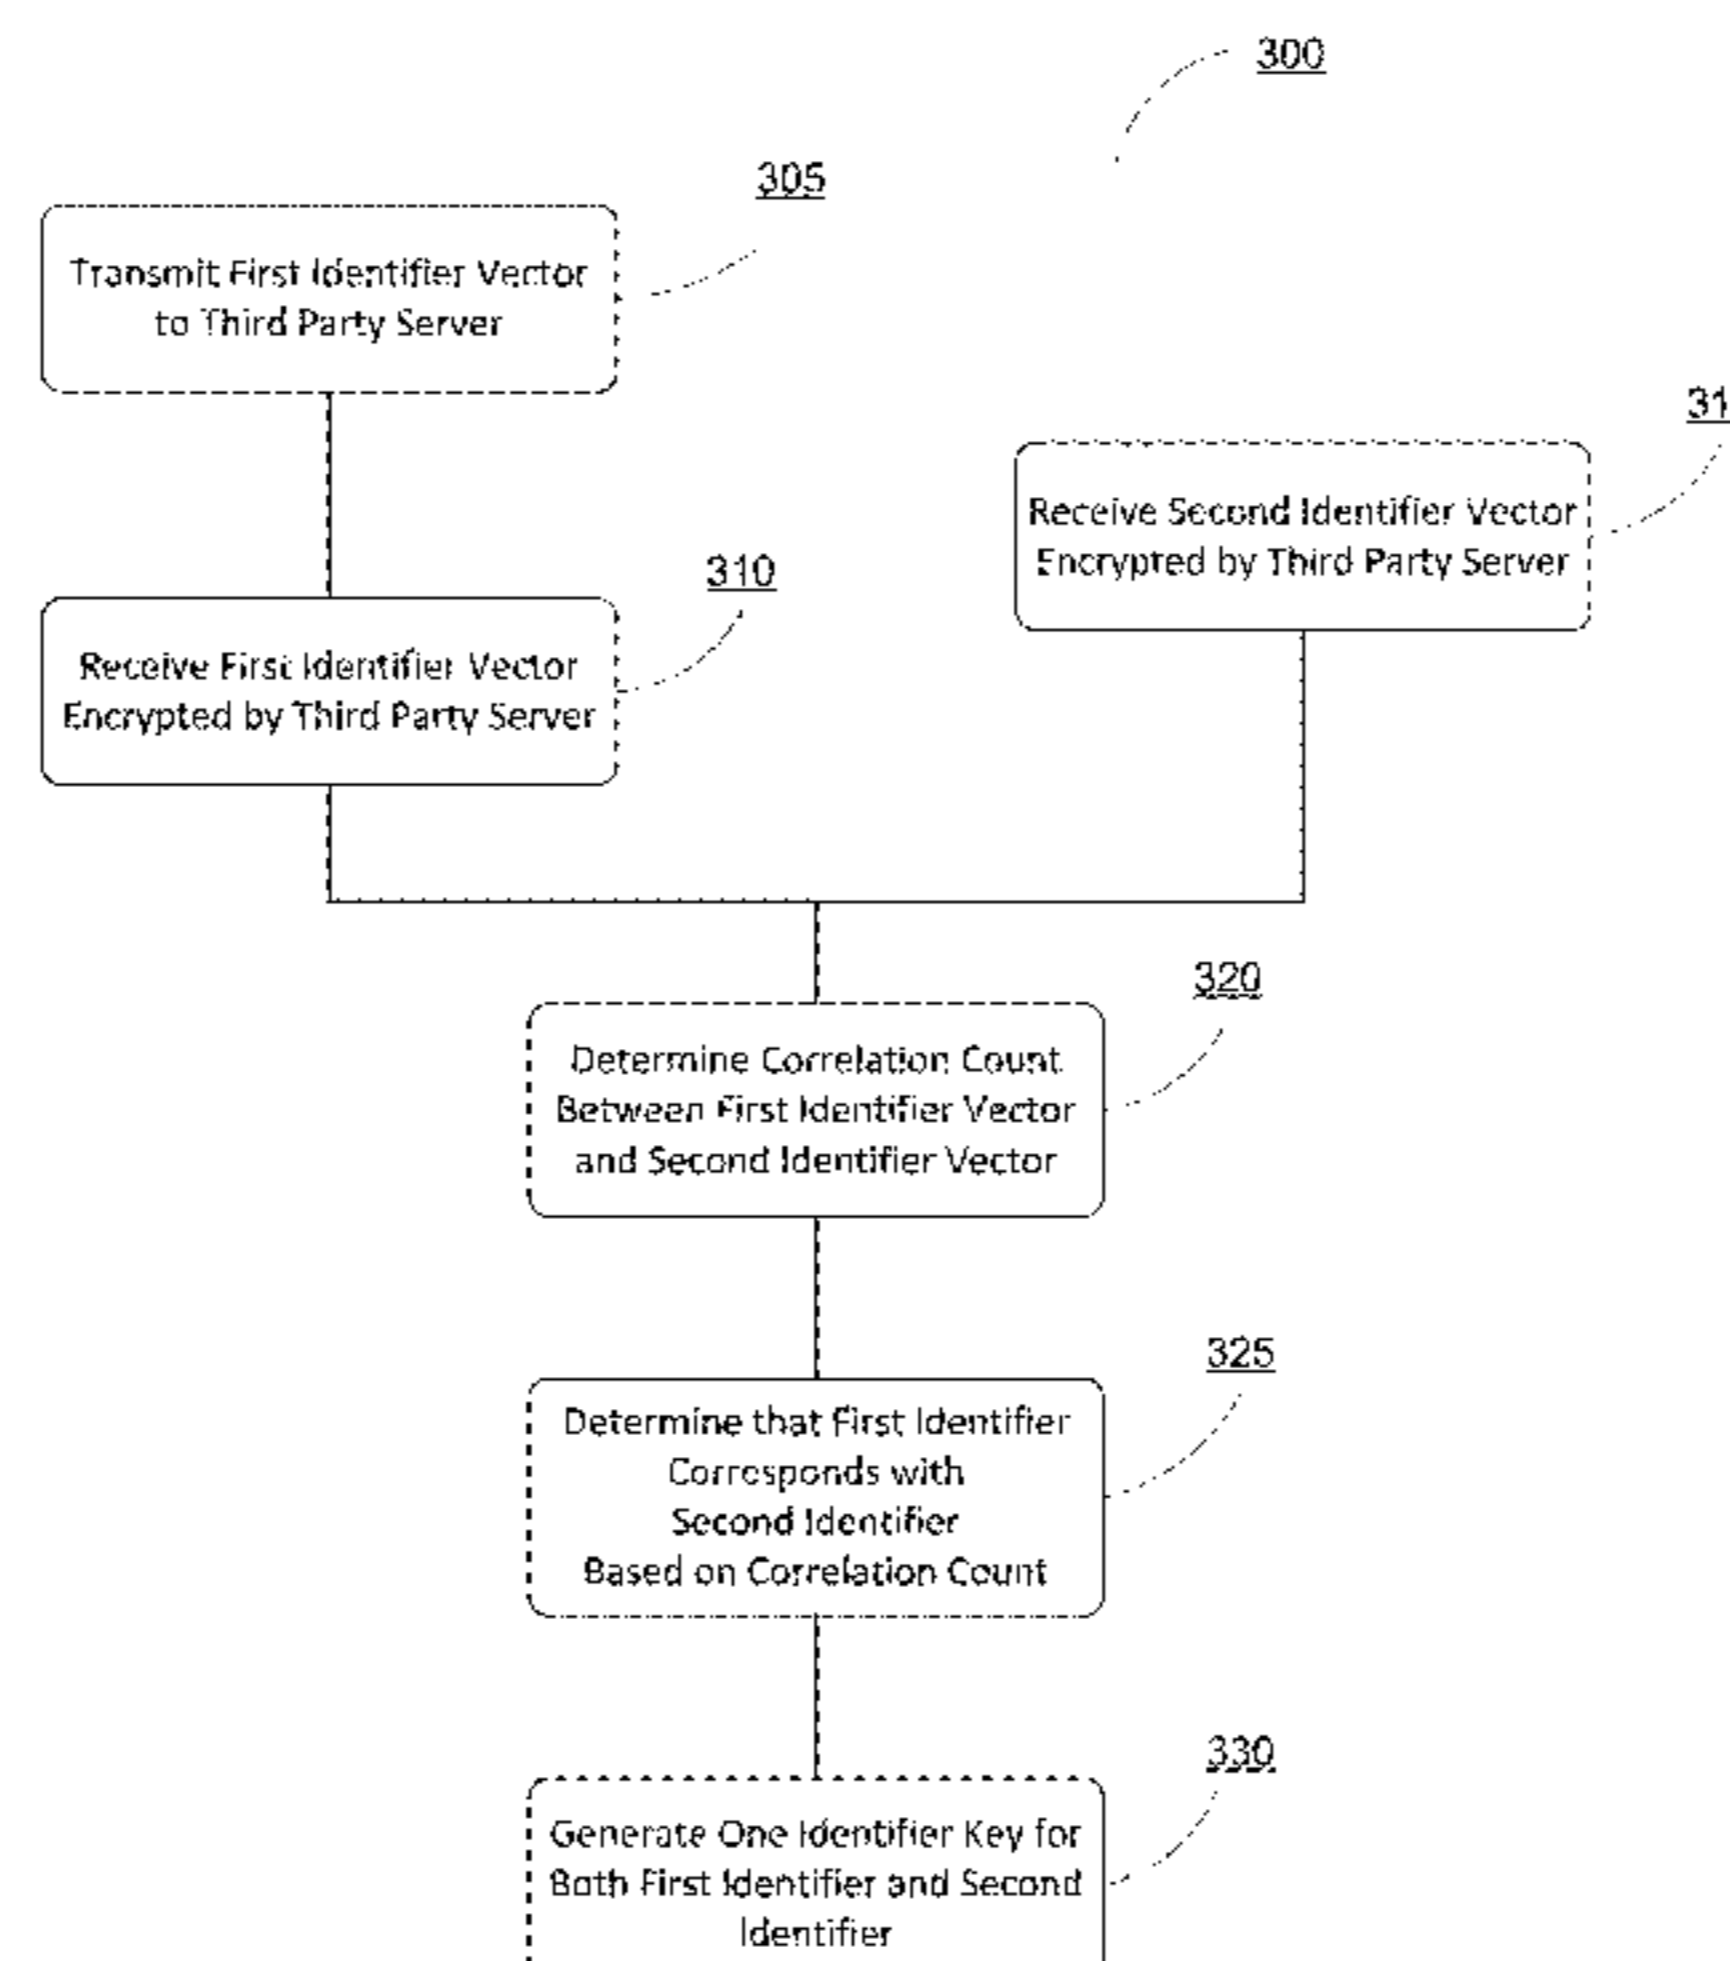 300
305
Transmit First Identifier Vector
to Third Party Server
31
Receive Second Identifier Vector
Encrypted by Third Party Server
310
Receive First Identifier Vector
Encrypted by Third Party Server
320
Determine Correlation Count
Between First Identifier Vector
and Second Identifier Vector
325
Determine that First Identifier
Corresponds with
Second Identifier
Based on Correlation Count
330
Generate One Identifier Key for
Both First Identifier and Second
Identifier